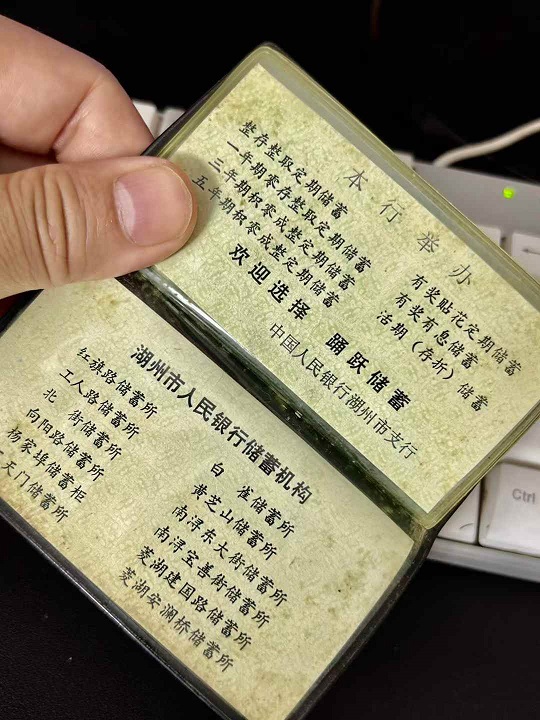 本行举办
整存整取定期储蓄
一年期零存整取定期储蓄
三年期积零成整定期储蓄
五年期积零成整定期储蓄
有奖贴花定期储蓄
有奖有息储蓄
活期（存折）储蓄
欢迎选择 踊跃储蓄
中国人民银行湖州市支行
湖州市人民银行储蓄机构
红旗路储蓄所
工人路储蓄所
北 街储蓄所
向阳路储蓄所
杨家埠储蓄柜
天门储蓄所
白 雀储蓄所
黄芝山储蓄所
南浔东大街储蓄所
南浔宝善街储蓄所
菱湖建国路储蓄所
菱湖安澜桥储蓄所
Ctrl